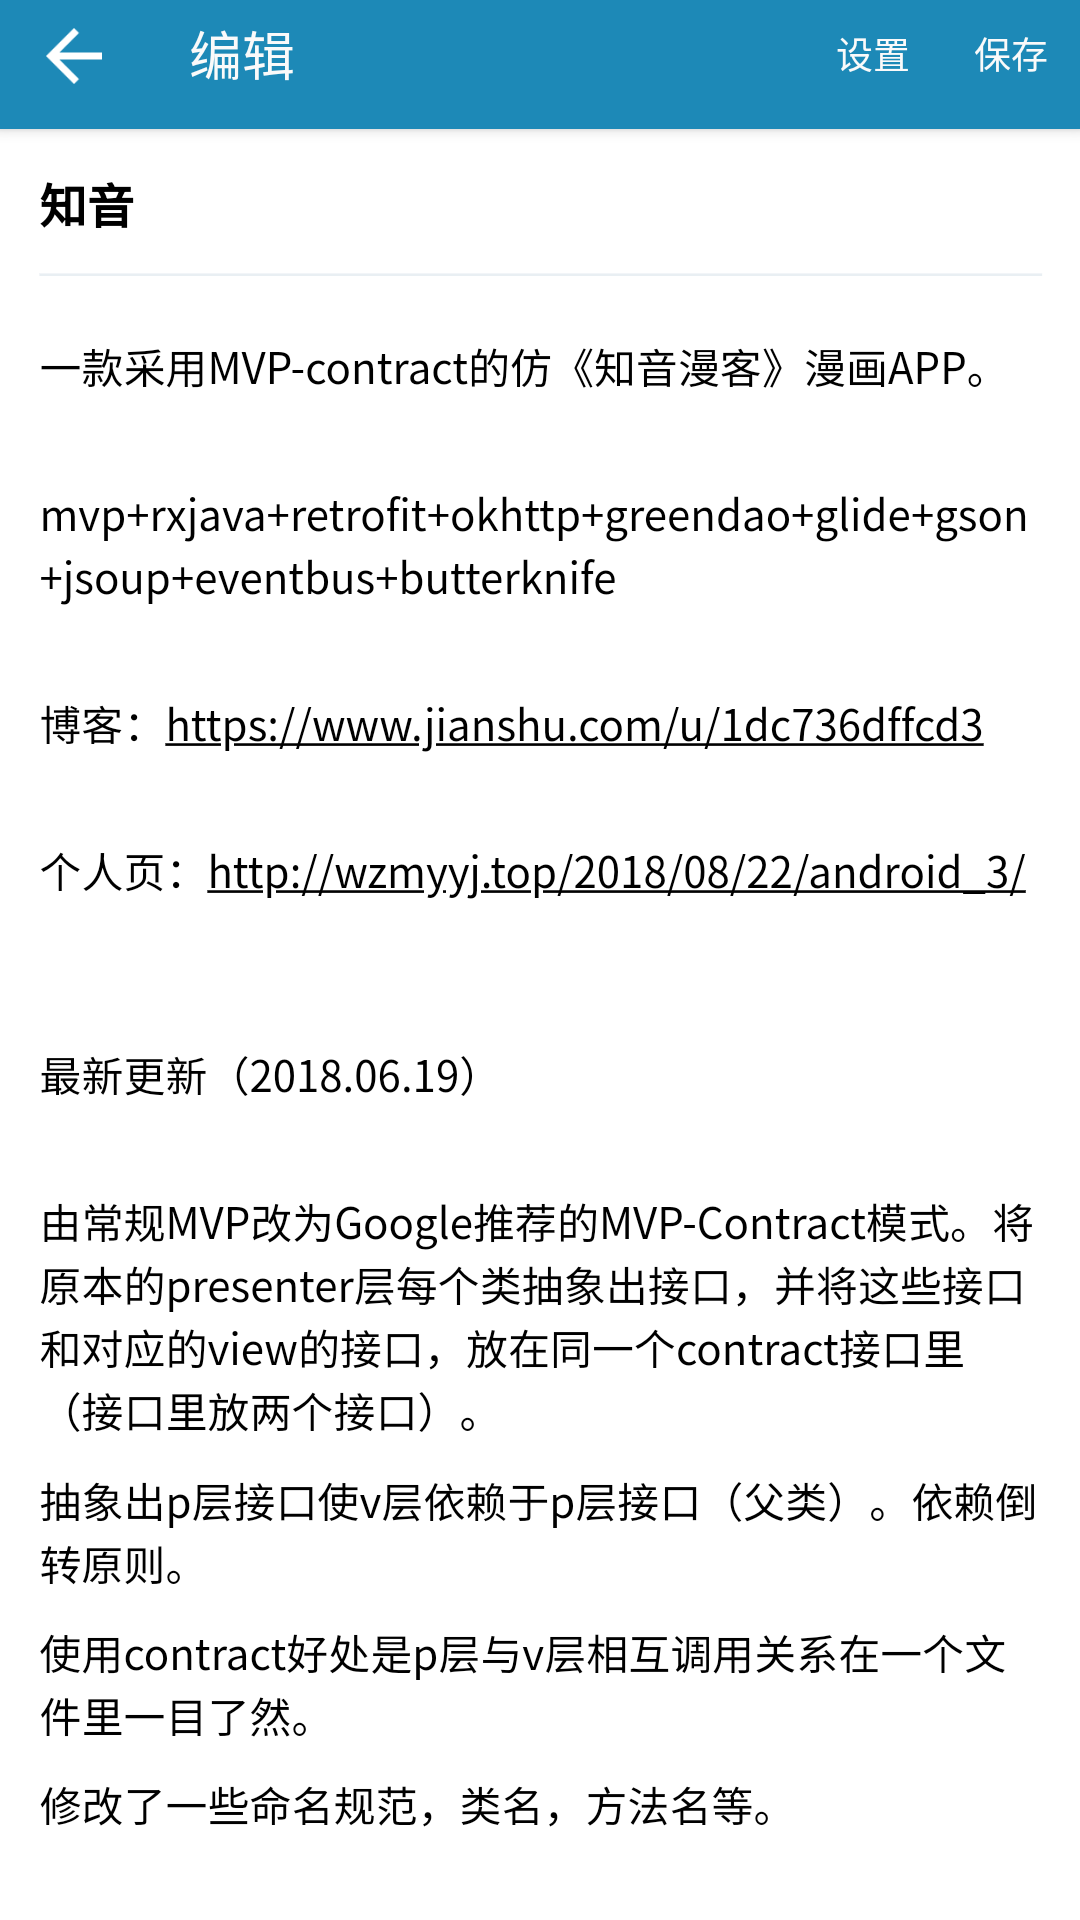 编辑
设置
保存
知音
一款采用MVP-contract的仿《知音漫客》漫画APP。
mvp+rxjava+retrofit+okhttp+greendao+glide+gson
+jsoup+eventbus+butterknife
博客：https://www.jianshu.com/u/1dc736dffcd3
个人页：http://wzmyyj.top/2018/08/22/android_3/
最新更新（2018.06.19）
由常规MVP改为Google推荐的MVP-Contract模式。将
原本的presenter层每个类抽象出接口，并将这些接口
和对应的view的接口，放在同一个contract接口里
（接口里放两个接口）。
抽象出p层接口使v层依赖于p层接口（父类）。依赖倒
转原则。
使用contract好处是p层与v层相互调用关系在一个文
件里一目了然。
修改了一些命名规范，类名，方法名等。